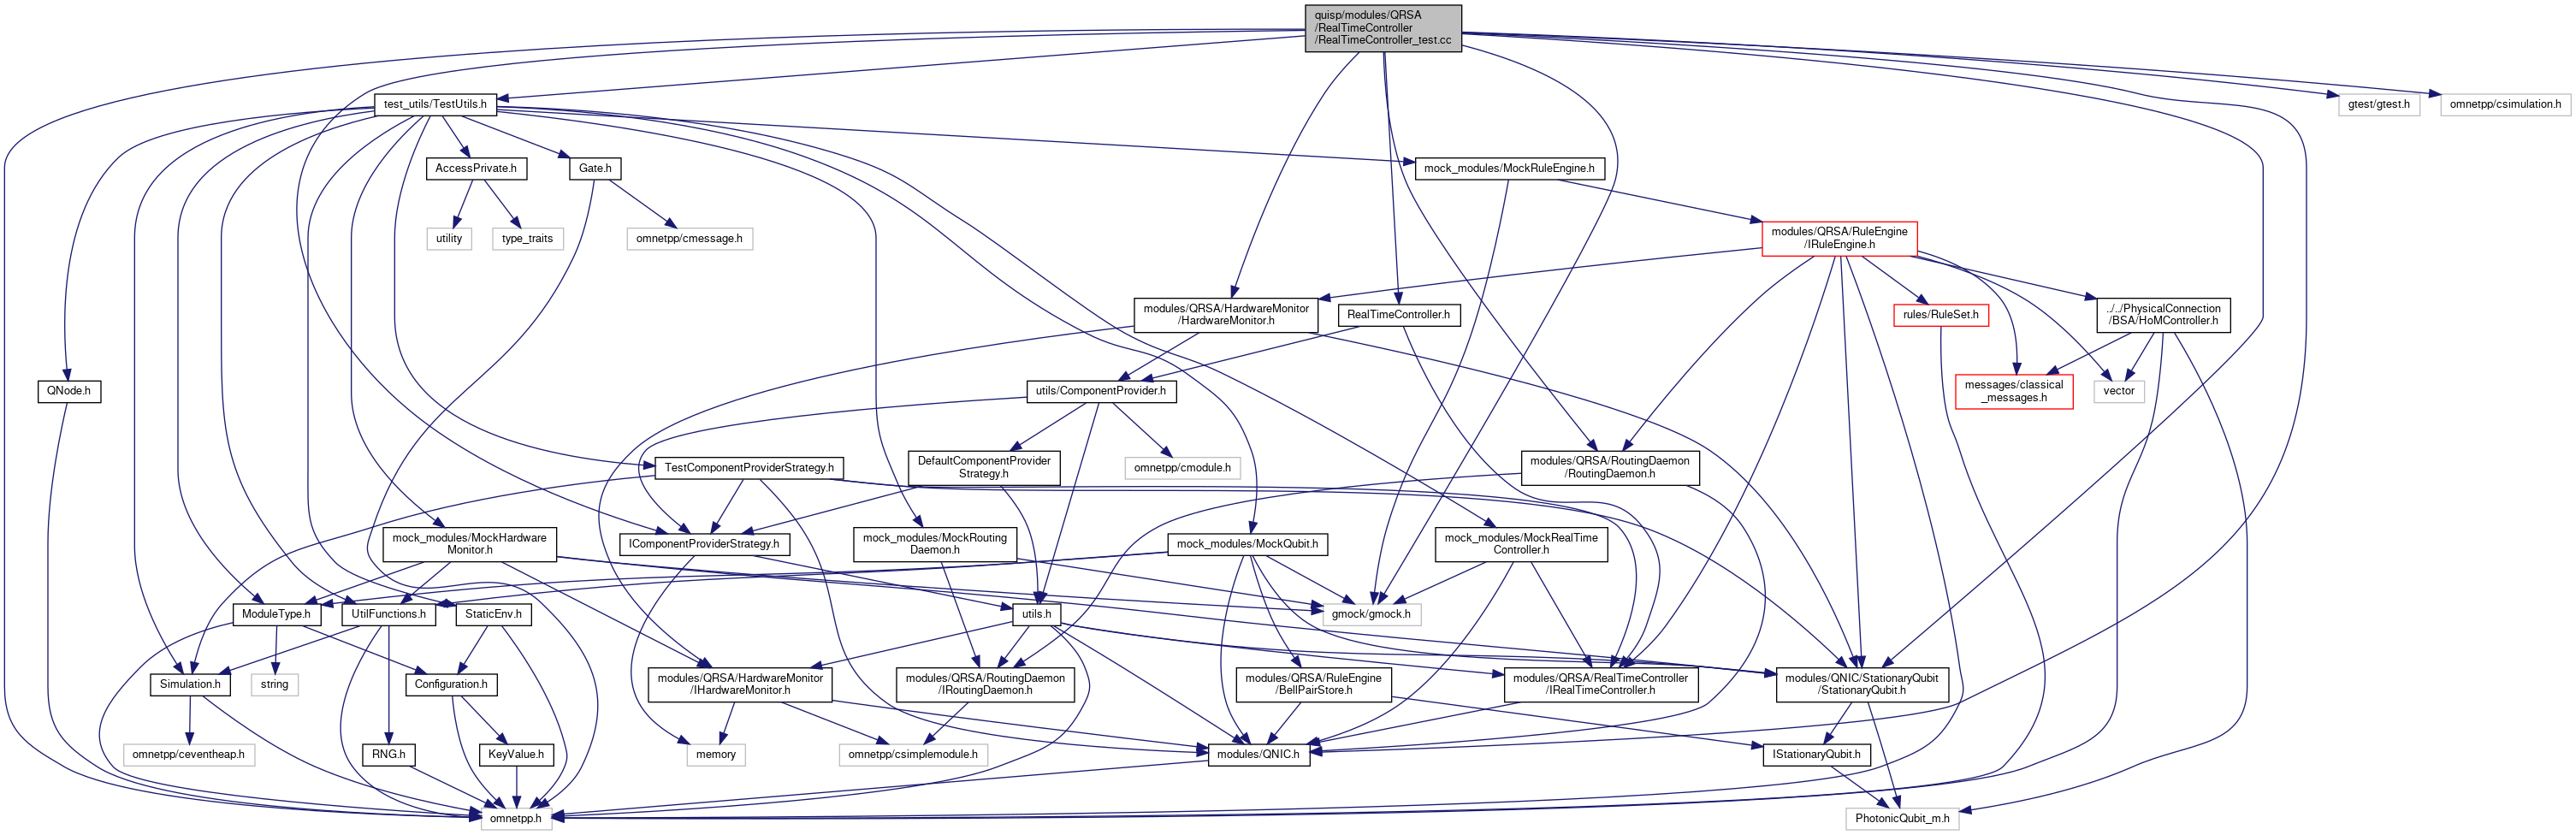 quisp/modules/QRSA
/RealTimeController
/RealTimeController_test.cc
test_utils/TestUtils.h
gtest/gtest.h
omnetpp/csimulation.h
AccessPrivate.h
Gate.h
mock_modules/MockRuleEngine.h
utility
type_traits
omnetpp/cmessage.h
modules/QRSA/RuleEngine
/IRuleEngine.h
modules/QRSA/HardwareMonitor
/HardwareMonitor.h
RealTimeController.h
rules/RuleSet.h
../../PhysicalConnection
/BSA/HoMController.h
QNode.h
utils/ComponentProvider.h
messages/classical
_messages.h
vector
TestComponentProviderStrategy.h
DefaultComponentProvider
Strategy.h
omnetpp/cmodule.h
modules/QRSA/RoutingDaemon
/RoutingDaemon.h
mock_modules/MockHardware
Monitor.h
IComponentProviderStrategy.h
mock_modules/MockRouting
Daemon.h
mock_modules/MockQubit.h
mock_modules/MockRealTime
Controller.h
ModuleType.h
UtilFunctions.h
StaticEnv.h
utils.h
gmock/gmock.h
Simulation.h
string
Configuration.h
modules/QRSA/HardwareMonitor
/IHardwareMonitor.h
modules/QRSA/RoutingDaemon
/IRoutingDaemon.h
modules/QRSA/RuleEngine
/BellPairStore.h
modules/QRSA/RealTimeController
/IRealTimeController.h
modules/QNIC/StationaryQubit
/StationaryQubit.h
omnetpp/ceventheap.h
RNG.h
KeyValue.h
memory
omnetpp/csimplemodule.h
modules/QNIC.h
IStationaryQubit.h
omnetpp.h
PhotonicQubit_m.h